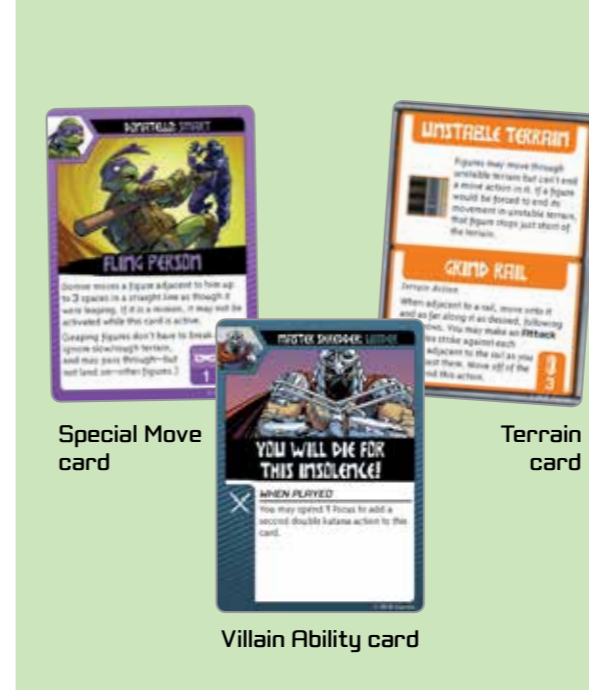 DONATELLO: SMART
FLING PERSON
Donnie moves a figure adjacent to him up
to 3 spaces in a straight line as though it
were leaping. If it is a minion, it may not be
activated while this card is active.
(Leaping figures don't have to break
ignore slow/rough terrain,
and may pass through—but
not land on—other figures.)
1
Special Move
card
UNSTABLE TERRAIN
Figures may move through
unstable terrain but can't end
a move action in it. If a figure
would be forced to end its
movement in unstable terrain,
that figure stops just short of
the terrain.
GRIND RAIL
Terrain Action
When adjacent to a rail, move onto it
and as far along it as desired, following
You may make an Attack
stroke against each
adjacent to the rail as you
them. Move off of the
this action.
3
Terrain
card
MASTER SHREDDER:
YOU WILL DIE FOR
THIS INSOLENCE!
WHEN PLAYED
You may spend 1 Focus to add a
second double katana action to this
card.
Villain Ability card